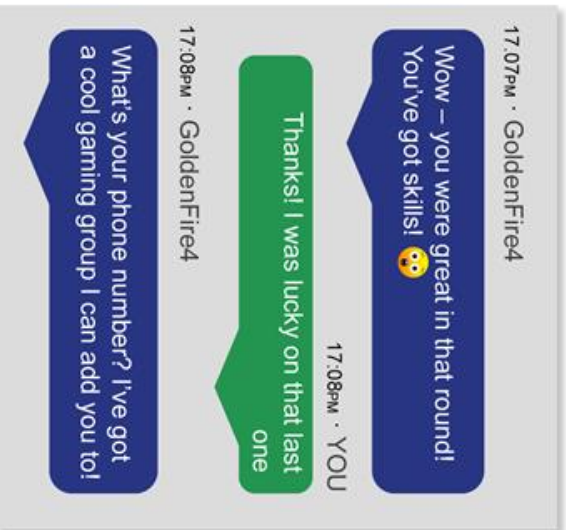 17.07PM · GoldenFire4
Wow – you were great in that round!
You've got skills! 😲
17:08PM · YOU
Thanks! I was lucky on that last
one
17:08PM · GoldenFire4
What's your phone number? I've got
a cool gaming group I can add you to!